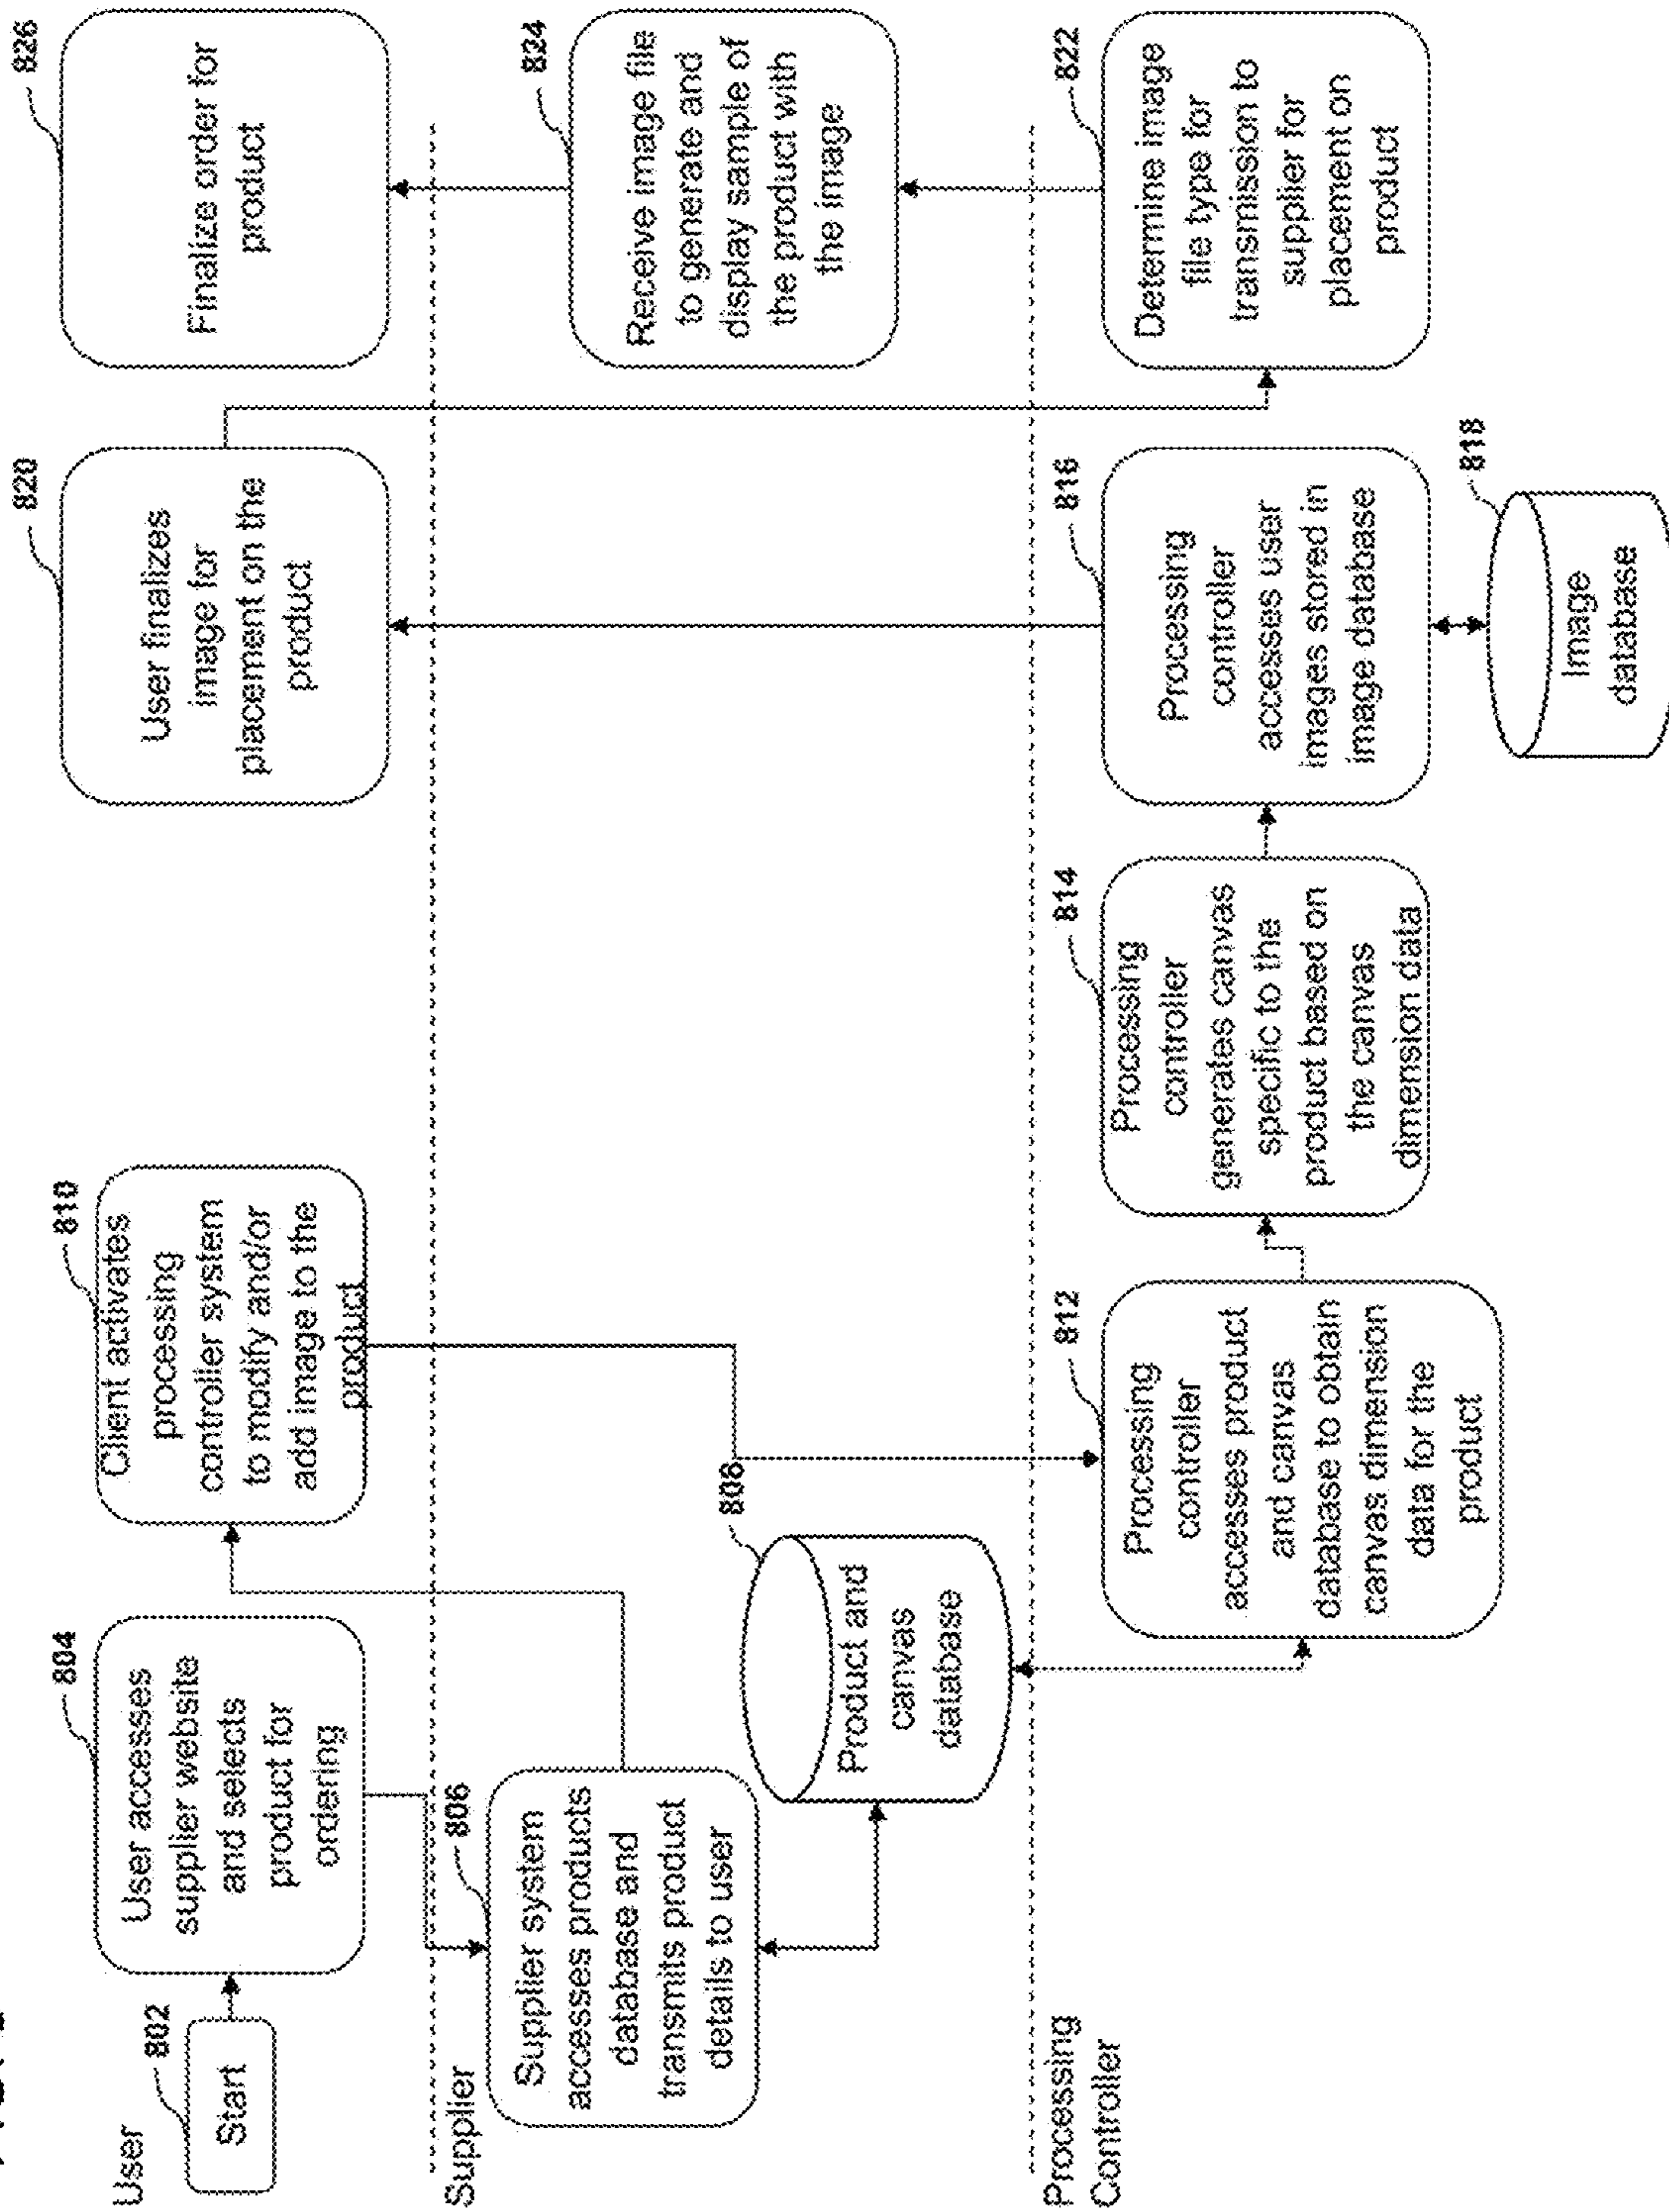 User
802
Start
804
User accesses
supplier website
and selects
product for
ordering
810
Client activates
processing
controller system
to modify and/or
add image to the
product
820
User finalizes
image for
placement on the
product
826
Finalize order for
product
Supplier
806
Supplier system
accesses products
database and
transmits product
details to user
808
Product and
canvas
database
824
Receive image file
to generate and
display sample of
the product with
the image
Processing
Controller
812
Processing
controller
accesses product
and canvas
database to obtain
canvas dimension
data for the
product
814
Processing
controller
generates canvas
specific to the
product based on
the canvas
dimension data
816
Processing
controller
accesses user
images stored in
image database
818
Image
database
822
Determine image
file type for
transmission to
supplier for
placement on
product